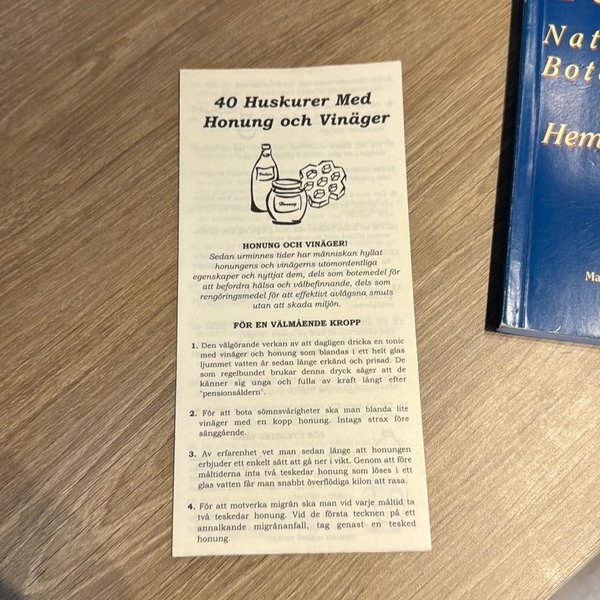 40 Huskurer Med
Honung och Vinäger
Honung
HONUNG OCH VINÄGER!
Sedan urminnes tider har människan hyllat
honungens och vinägerns utomordentliga
egenskaper och nyttjat dem, dels som botemedel för
att befordra hälsa och välbefinnande, dels som
rengöringsmedel för att effektivt avlägsna smuts
utan att skada miljön.
FÖR EN VÄLMÅENDE KROPP
1. Den välgörande verkan av att dagligen dricka en tonic
med vinäger och honung som blandas i ett helt glas
ljummet vatten är sedan länge erkänd och prisad. De
som regelbundet brukar denna dryck säger att de
känner sig unga och fulla av kraft långt efter
"pensionsåldern".
2. För att bota sömnsvårigheter ska man blanda lite
vinäger med en kopp honung. Intags strax före
sänggående.
3. Av erfarenhet vet man sedan länge att honungen
erbjuder ett enkelt sätt att gå ner i vikt. Genom att före
måltiderna inta två teskedar honung som löses i ett
glas vatten får man snabbt överflödiga kilon att rasa.
4. För att motverka migrän ska man vid varje måltid ta
två teskedar honung. Vid de första tecknen på ett
annalkande migränanfall, tag genast en tesked
honung.
Nat
Bote
Hem
Ma